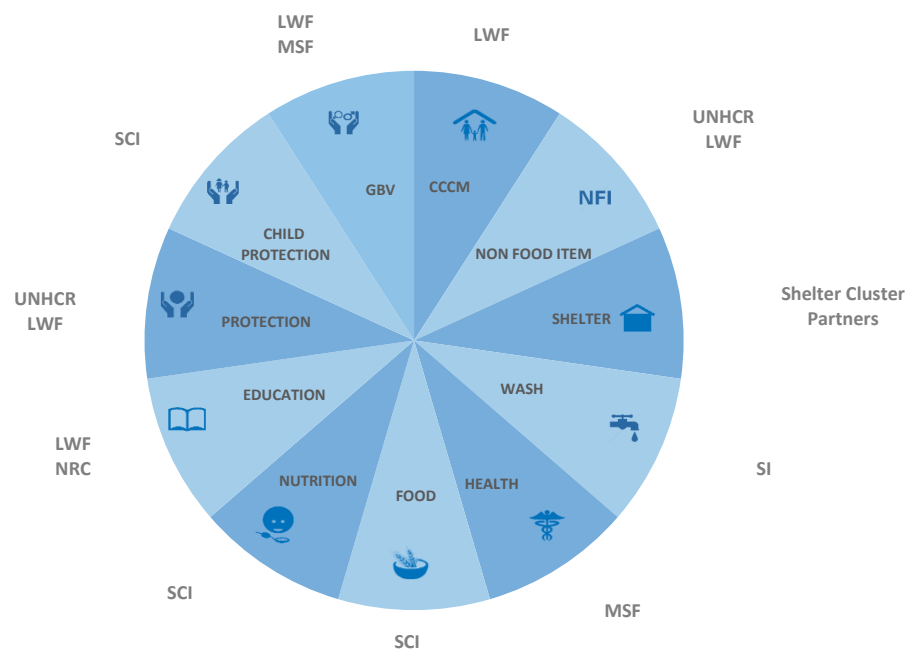 LWF
MSF
LWF
UNHCR
LWF
SCI
GBV
CCCM
NFI
CHILD
PROTECTION
NON FOOD ITEM
UNHCR
LWF
PROTECTION
SHELTER
Shelter Cluster
Partners
EDUCATION
WASH
LWF
NRC
NUTRITION
FOOD
HEALTH
SI
SCI
SCI
MSF